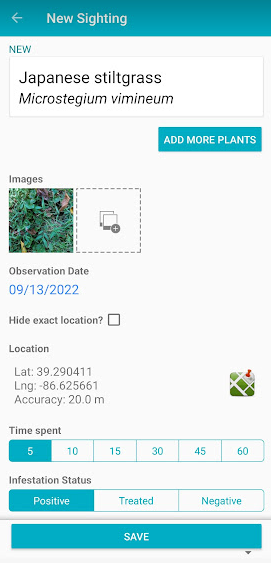 New Sighting
NEW
Japanese stiltgrass
Microstegium vimineum
ADD MORE PLANTS
Images
Observation Date
09/13/2022
Hide exact location?
Location
Lat: 39.290411
Lng: -86.625661
Accuracy: 20.0 m
Time spent
5 10 15 30 45 60
Infestation Status
Positive Treated Negative
SAVE